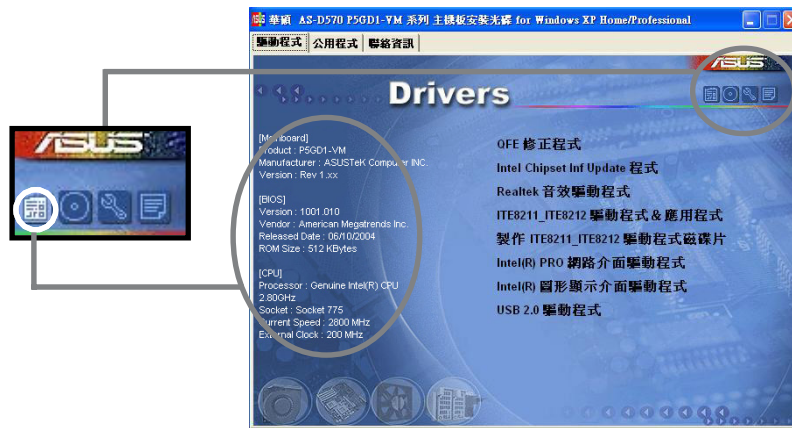 華碩 AS-D570 P5GD1-VM 系列 主機板安裝光碟 for Windows XP Home/Professional
驅動程式 公用程式 聯絡資訊
ASUS
Drivers
[Mainboard]
Product : P5GD1-VM
Manufacturer : ASUSTeK Computer INC.
Version : Rev 1.xx
[BIOS]
Version : 1001.010
Vendor : American Megatrends Inc.
Released Date : 06/10/2004
ROM Size : 512 KBytes
[CPU]
Processor : Genuine Intel(R) CPU
2.80GHz
Socket : Socket 775
Current Speed : 2800 MHz
External Clock : 200 MHz
QFE 修正程式
Intel Chipset Inf Update 程式
Realtek 音效驅動程式
ITE8211_ITE8212 驅動程式 & 應用程式
製作 ITE8211_ITE8212 驅動程式磁碟片
Intel(R) PRO 網路介面驅動程式
Intel(R) 圖形顯示介面驅動程式
USB 2.0 驅動程式
ASUS